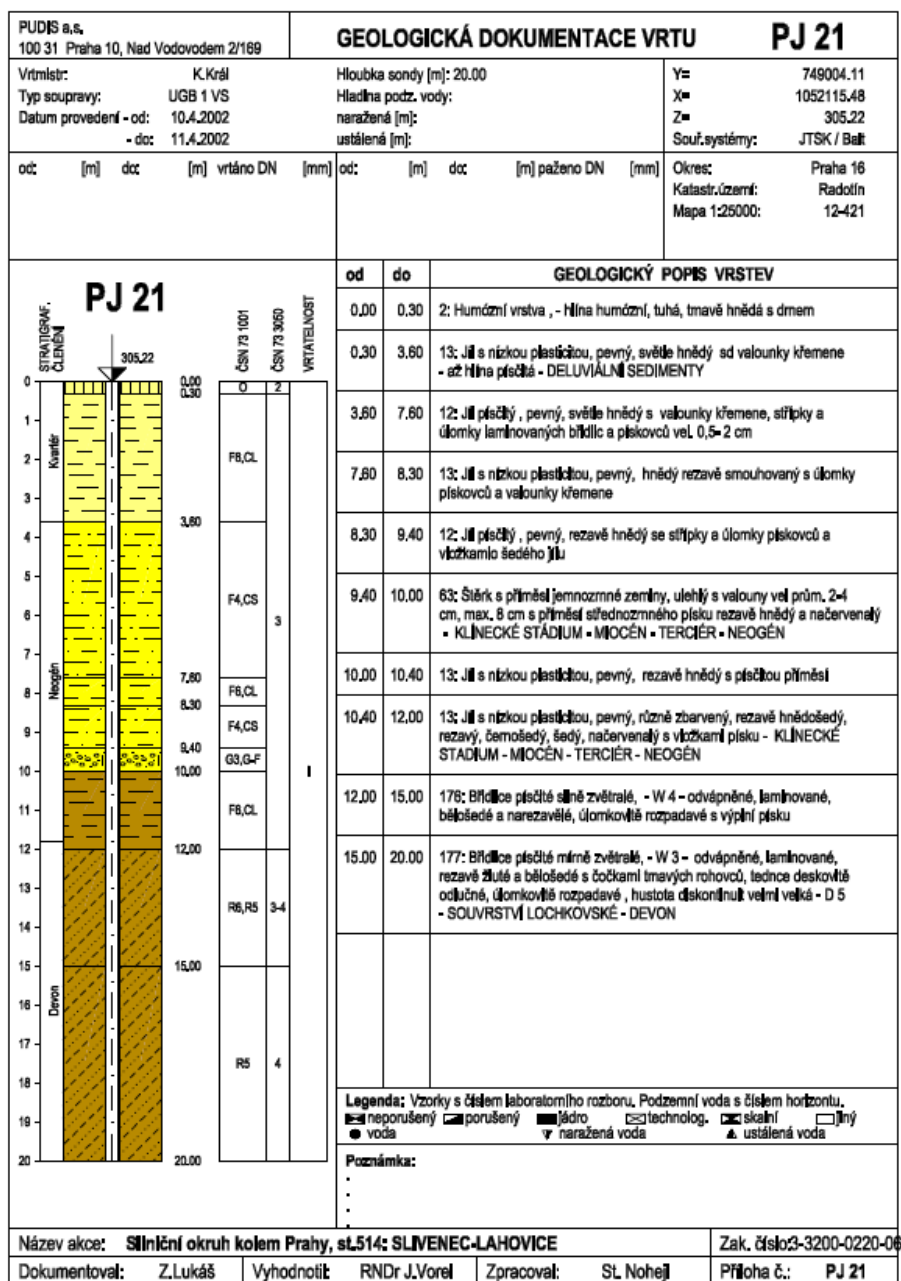 PUDIS a,s,
100 31 Praha 10, Nad Vodovodem 2/169
GEOLOGICKÁ DOKUMENTACE VRTU PJ 21
Vrtmistr: K.Král
Typ soupravy: UGB 1 VS
Datum provedení - od: 10.4.2002
- do: 11.4.2002
Hloubka sondy [m]: 20.00
Hladina podz. vody:
naražená [m]:
ustálená [m]:
Y= 749004.11
X= 1052115.48
Z= 305.22
Souř.systémy: JTSK / Balt
od: [m] do: [m] vrtáno DN [mm]
od: [m] do: [m] paženo DN [mm]
Okres: Praha 16
Katastr.území: Radotín
Mapa 1:25000: 12-421
PJ 21
STRATIGRAF.
ČLENĚNÍ
305.22
ČSN 73 1001
ČSN 73 3050
VRTATELNOST
0
1
2
3
4
5
6
7
8
9
10
11
12
13
14
15
16
17
18
19
20
Kvartér
Neogén
Devon
0.00
0.30
3,60
7.60
8.30
9,40
10.00
12,00
15,00
20.00
O
F6,CL
F4,CS
F6,CL
F4,CS
G3,G-F
F8,CL
R6,R5
R5
2
3
3-4
4
I
od do GEOLOGICKÝ POPIS VRSTEV
0.00 0,30 2: Humózní vrstva , - hlína humózní, tuhá, tmavě hnědá s drnem
0,30 3,60 13: Jíl s nízkou plasticitou, pevný, světle hnědý sd valounky křemene
- až hlína písčitá - DELUVIÁLNÍ SEDIMENTY
3,60 7,60 12: Jíl písčitý , pevný, světle hnědý s valounky křemene, střípky a
úlomky laminovaných břidlic a pískovců vel. 0,5- 2 cm
7,60 8,30 13: Jíl s nízkou plasticitou, pevný, hnědý rezavě smouhovaný s úlomky
pískovců a valounky křemene
8,30 9,40 12: Jíl písčitý , pevný, rezavě hnědý se střípky a úlomky pískovců a
vložkamio šedého jílu
9,40 10,00 63: Štěrk s příměsí jemnozrnné zeminy, ulehlý s valouny vel prům. 2-4
cm, max. 8 cm s příměsí střednozrnného písku rezavě hnědý a načervenalý
- KLÍNECKÉ STÁDIUM - MIOCÉN - TERCIÉR - NEOGÉN
10.00 10,40 13: Jíl s nízkou plasticitou, pevný, rezavě hnědý s písčitou příměsí
10,40 12,00 13: Jíl s nízkou plasticitou, pevný, různě zbarvený, rezavě hnědošedý,
rezavý, černošedý, šedý, načervenalý s vložkami písku - KLÍNECKÉ
STADIUM - MIOCÉN - TERCIÉR - NEOGÉN
12.00 15,00 176: Břidlice písčité silně zvětralé, - W 4 - odvápněné, laminované,
bělošedé a narezavělé, úlomkovitě rozpadavé s výplní písku
15.00 20.00 177: Břidlice písčité mírně zvětralé, - W 3 - odvápněné, laminované,
rezavě žluté a bělošedé s čočkami tmavých rohovců, tednce deskovitě
odlučné, úlomkovitě rozpadavé , hustota diskontinuit velmi velká - D 5
- SOUVRSTVÍ LOCHKOVSKÉ - DEVON
Legenda: Vzorky s číslem laboratorního rozboru. Podzemní voda s číslem horizontu.
neporušený porušený jádro technolog. skalní jiný
voda naražená voda ustálená voda
Poznámka:
Název akce: Silniční okruh kolem Prahy, st.514: SLIVENEC-LAHOVICE Zak. číslo:3-3200-0220-06
Dokumentoval: Z.Lukáš Vyhodnotil: RNDr J.Vorel Zpracoval: St. Nohejl Příloha č.: PJ 21